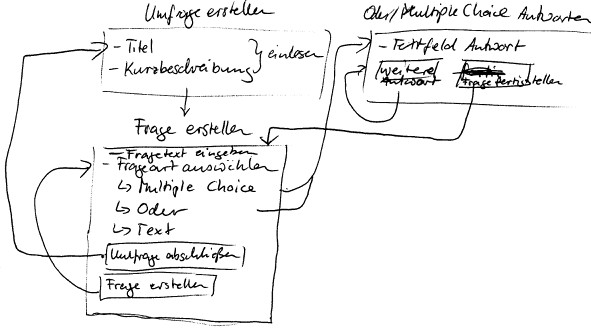 Umfrage erstellen
- Titel
- Kurzbeschreibung
einlesen
Frage erstellen
- Fragetext eingeben
- Frageart auswählen
↳ Multiple Choice
↳ Oder
↳ Text
Umfrage abschließen
Frage erstellen
Oder/Multiple Choice Antworten
- Textfeld Antwort
weitere
Antwort
Frage fertigstellen